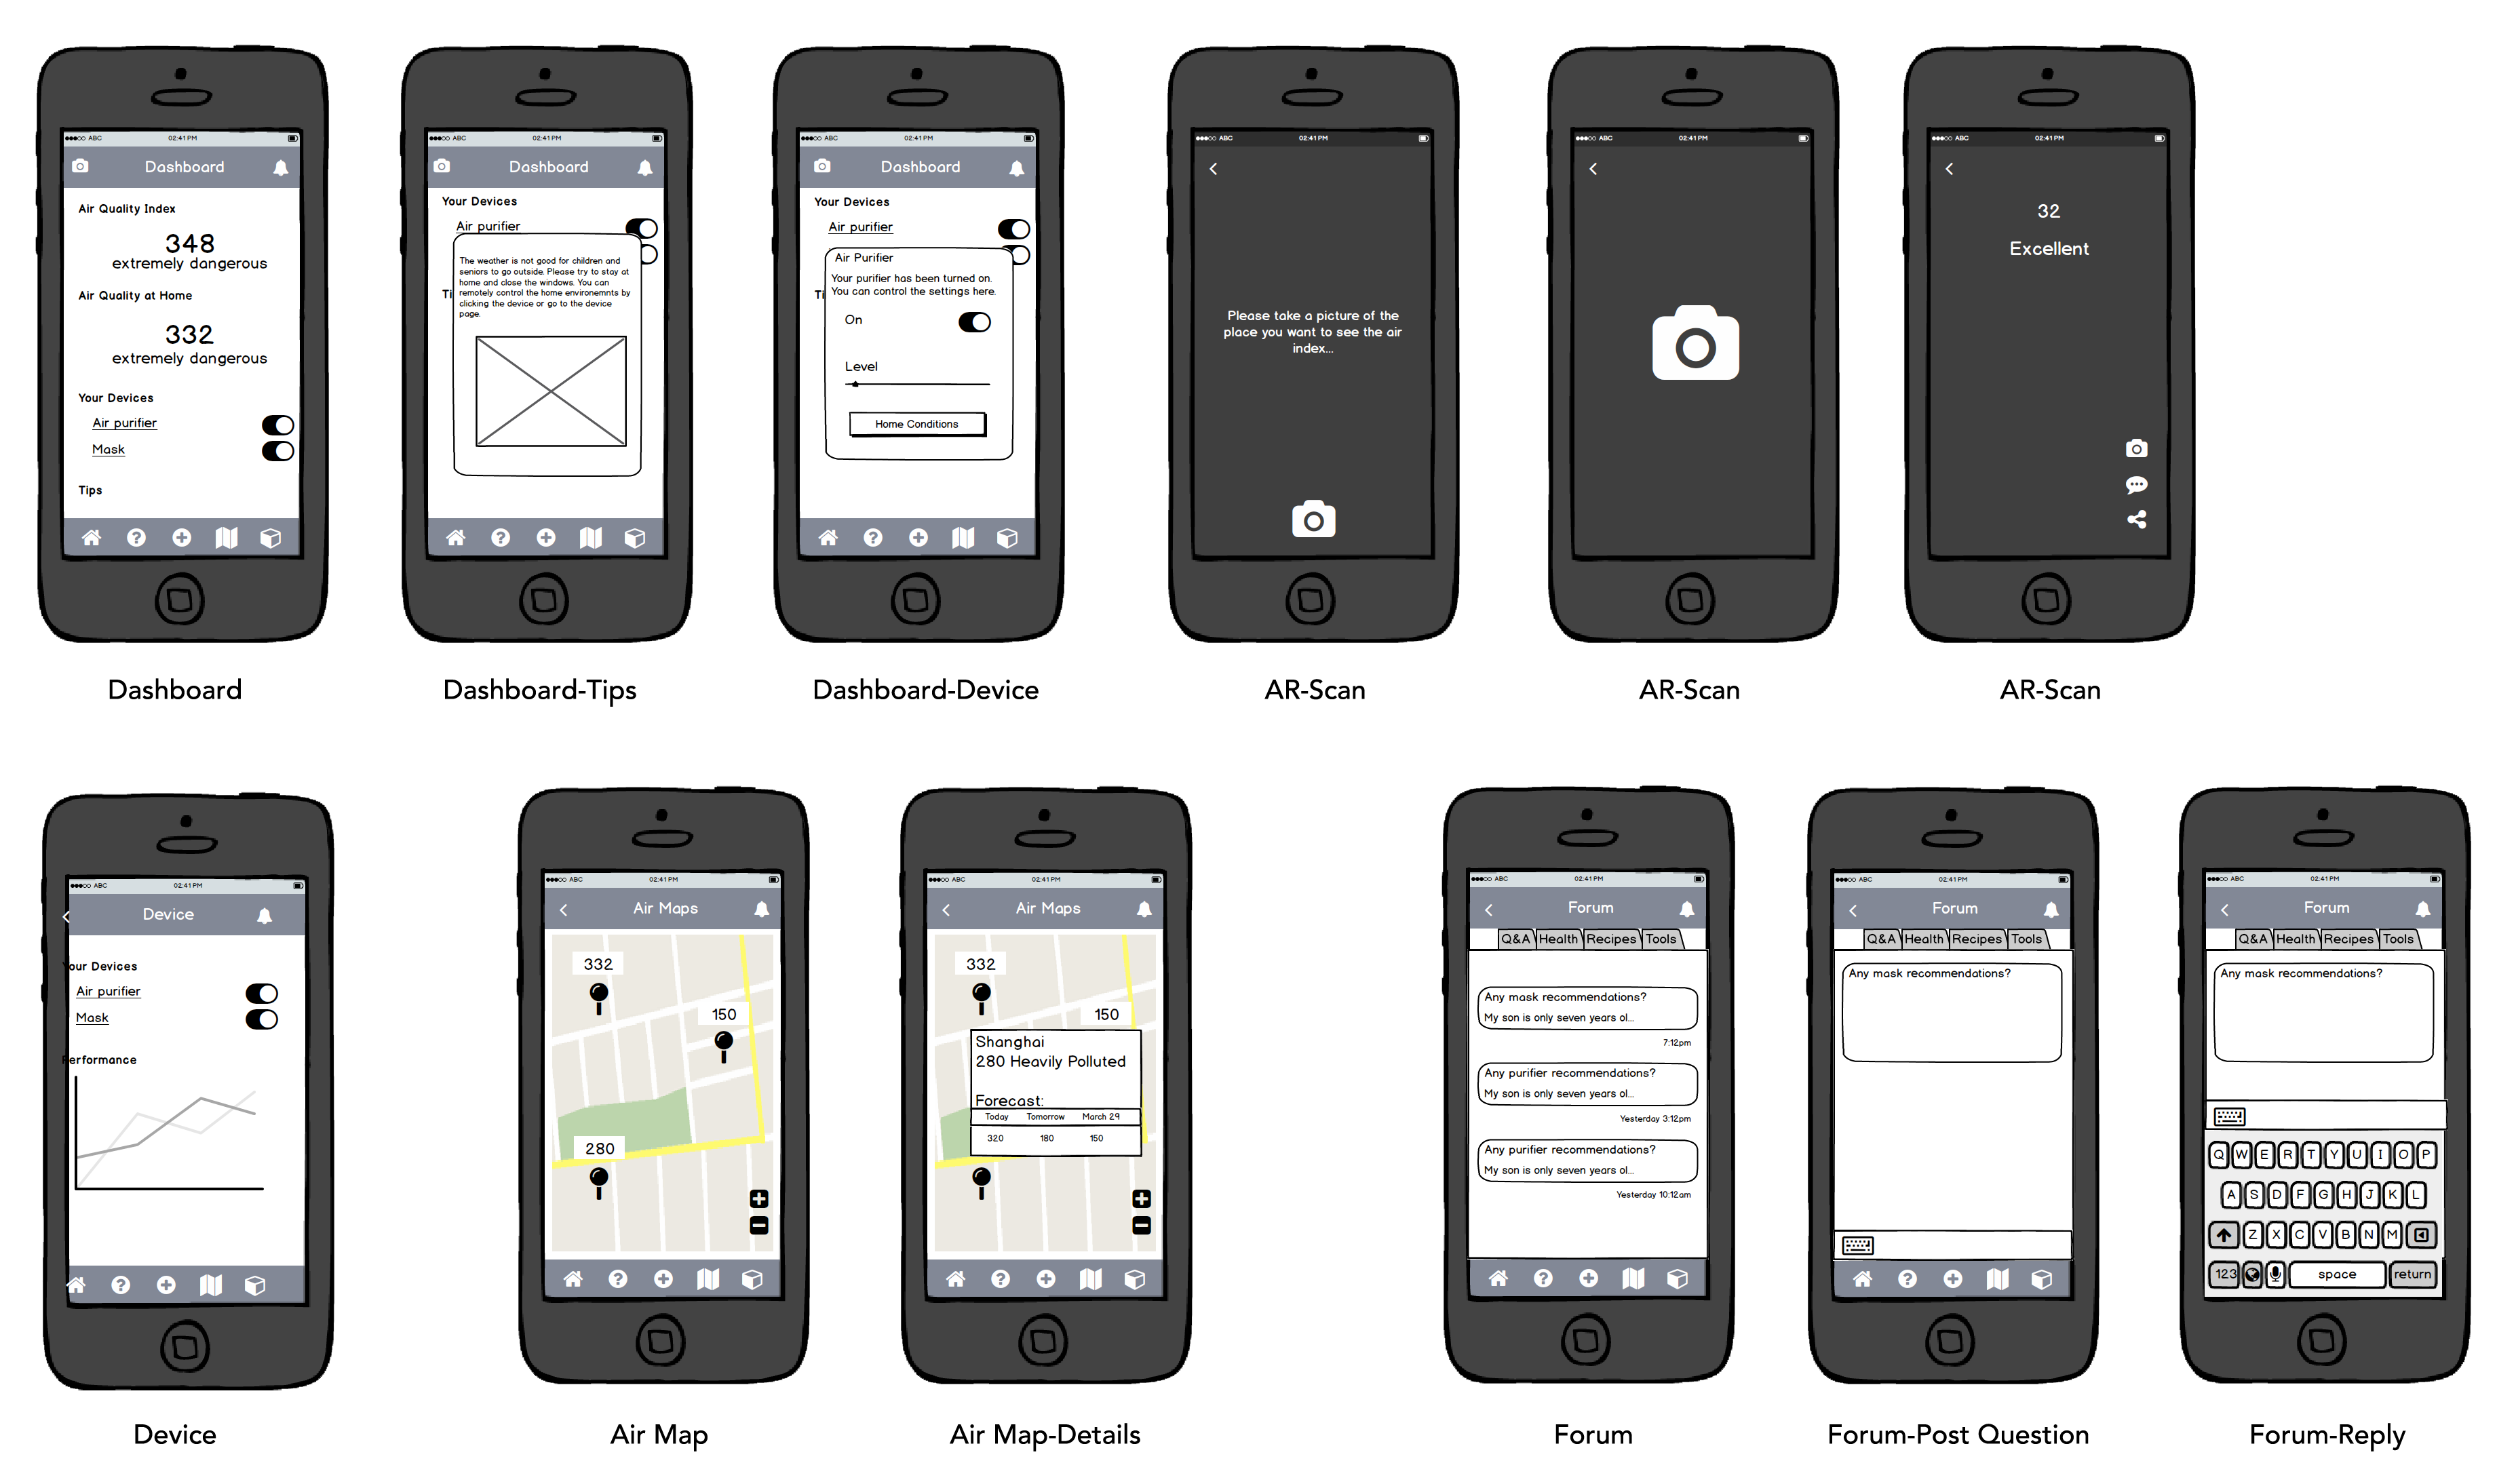 ABC 02:41 PM
Dashboard
Air Quality Index
348
extremely dangerous
Air Quality at Home
332
extremely dangerous
Your Devices
Air purifier
Mask
Tips
Dashboard
ABC 02:41 PM
Dashboard
Your Devices
Air purifier
Ti
The weather is not good for children and
seniors to go outside. Please try to stay at
home and close the windows. You can
remotely control the home environemnts by
clicking the device or go to the device
page.
Dashboard-Tips
ABC 02:41 PM
Dashboard
Your Devices
Air purifier
Ti
Air Purifier
Your purifier has been turned on.
You can control the settings here.
On
Level
Home Conditions
Dashboard-Device
ABC 02:41 PM
Please take a picture of the
place you want to see the air
index...
AR-Scan
ABC 02:41 PM
AR-Scan
ABC 02:41 PM
32
Excellent
AR-Scan
ABC 02:41 PM
Device
Your Devices
Air purifier
Mask
Performance
Device
ABC 02:41 PM
Air Maps
332
150
280
Air Map
ABC 02:41 PM
Air Maps
332
150
Shanghai
280 Heavily Polluted
Forecast:
Today Tomorrow March 29
320 180 150
Air Map-Details
ABC 02:41 PM
Forum
Q&A Health Recipes Tools
Any mask recommendations?
My son is only seven years ol...
7:12pm
Any purifier recommendations?
My son is only seven years ol...
Yesterday 3:12pm
Any purifier recommendations?
My son is only seven years ol...
Yesterday 10:12am
Forum
ABC 02:41 PM
Forum
Q&A Health Recipes Tools
Any mask recommendations?
Forum-Post Question
ABC 02:41 PM
Forum
Q&A Health Recipes Tools
Any mask recommendations?
Q W E R T Y U I O P
A S D F G H J K L
Z X C V B N M
123 space return
Forum-Reply